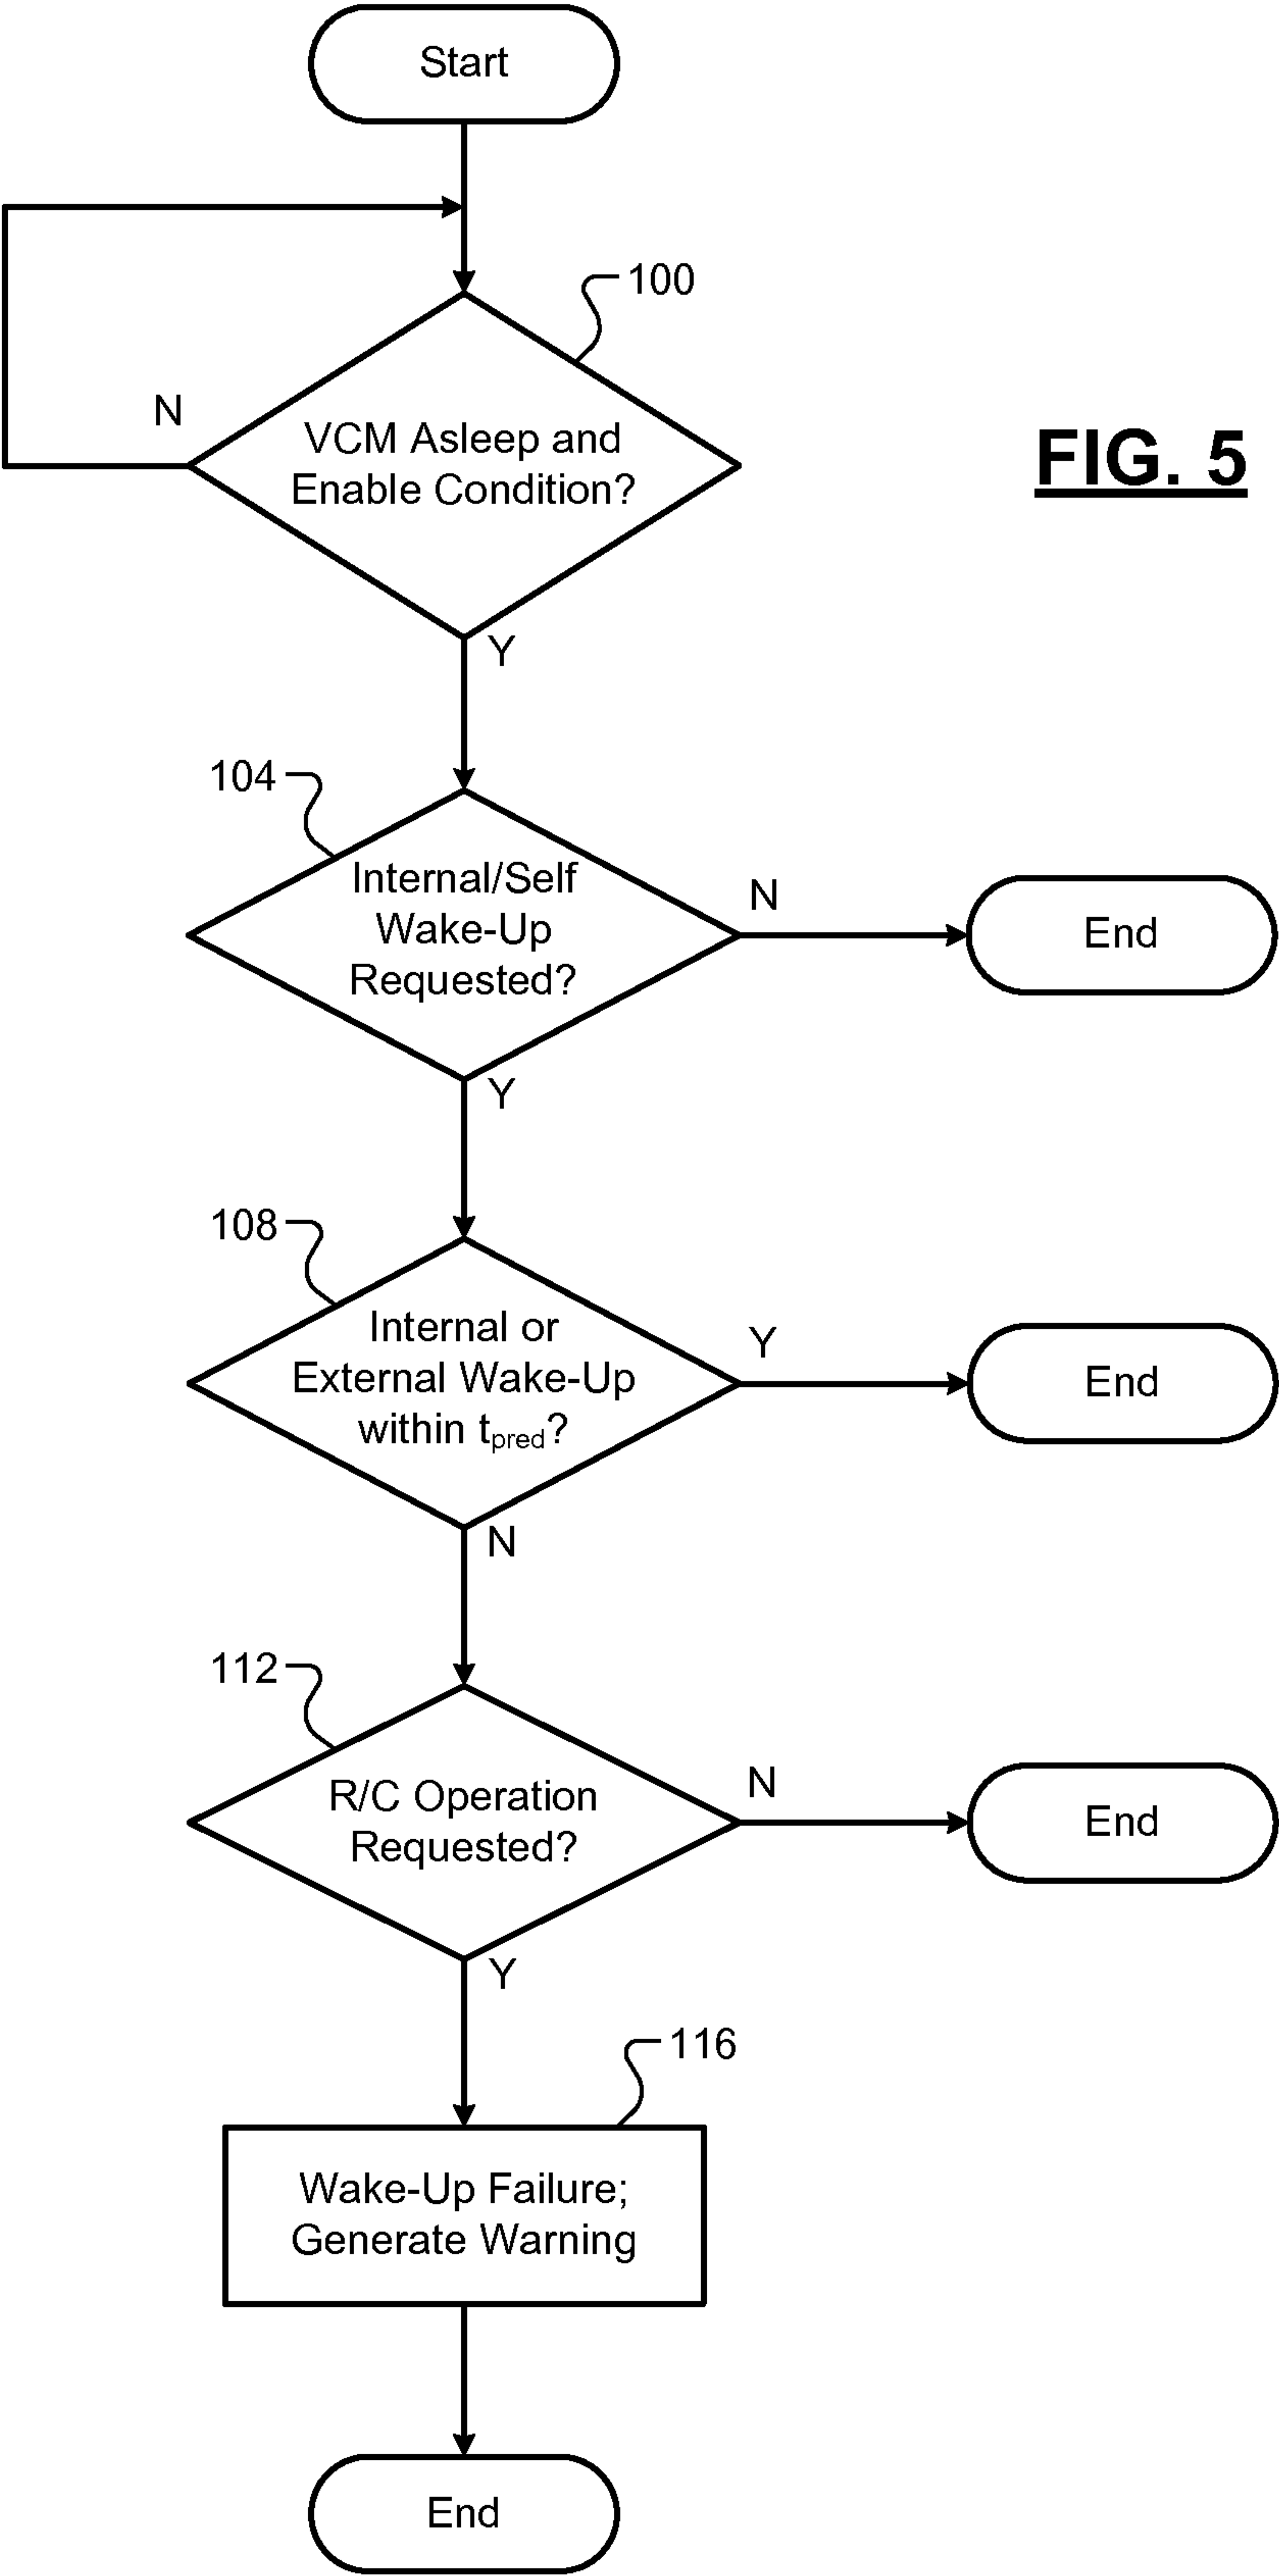 Start
100
N
VCM Asleep and
Enable Condition?
FIG. 5
Y
104
Internal/Self
Wake-Up
Requested?
N
End
Y
108
Internal or
External Wake-Up
within tpred?
Y
End
N
112
R/C Operation
Requested?
N
End
Y
116
Wake-Up Failure;
Generate Warning
End